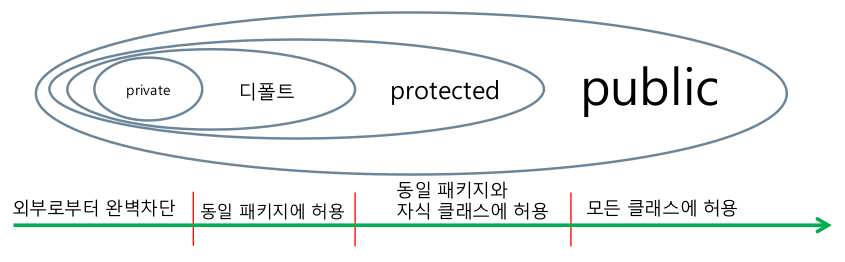 private
디폴트
protected
public
외부로부터 완벽차단
동일 패키지에 허용
동일 패키지와
자식 클래스에 허용
모든 클래스에 허용